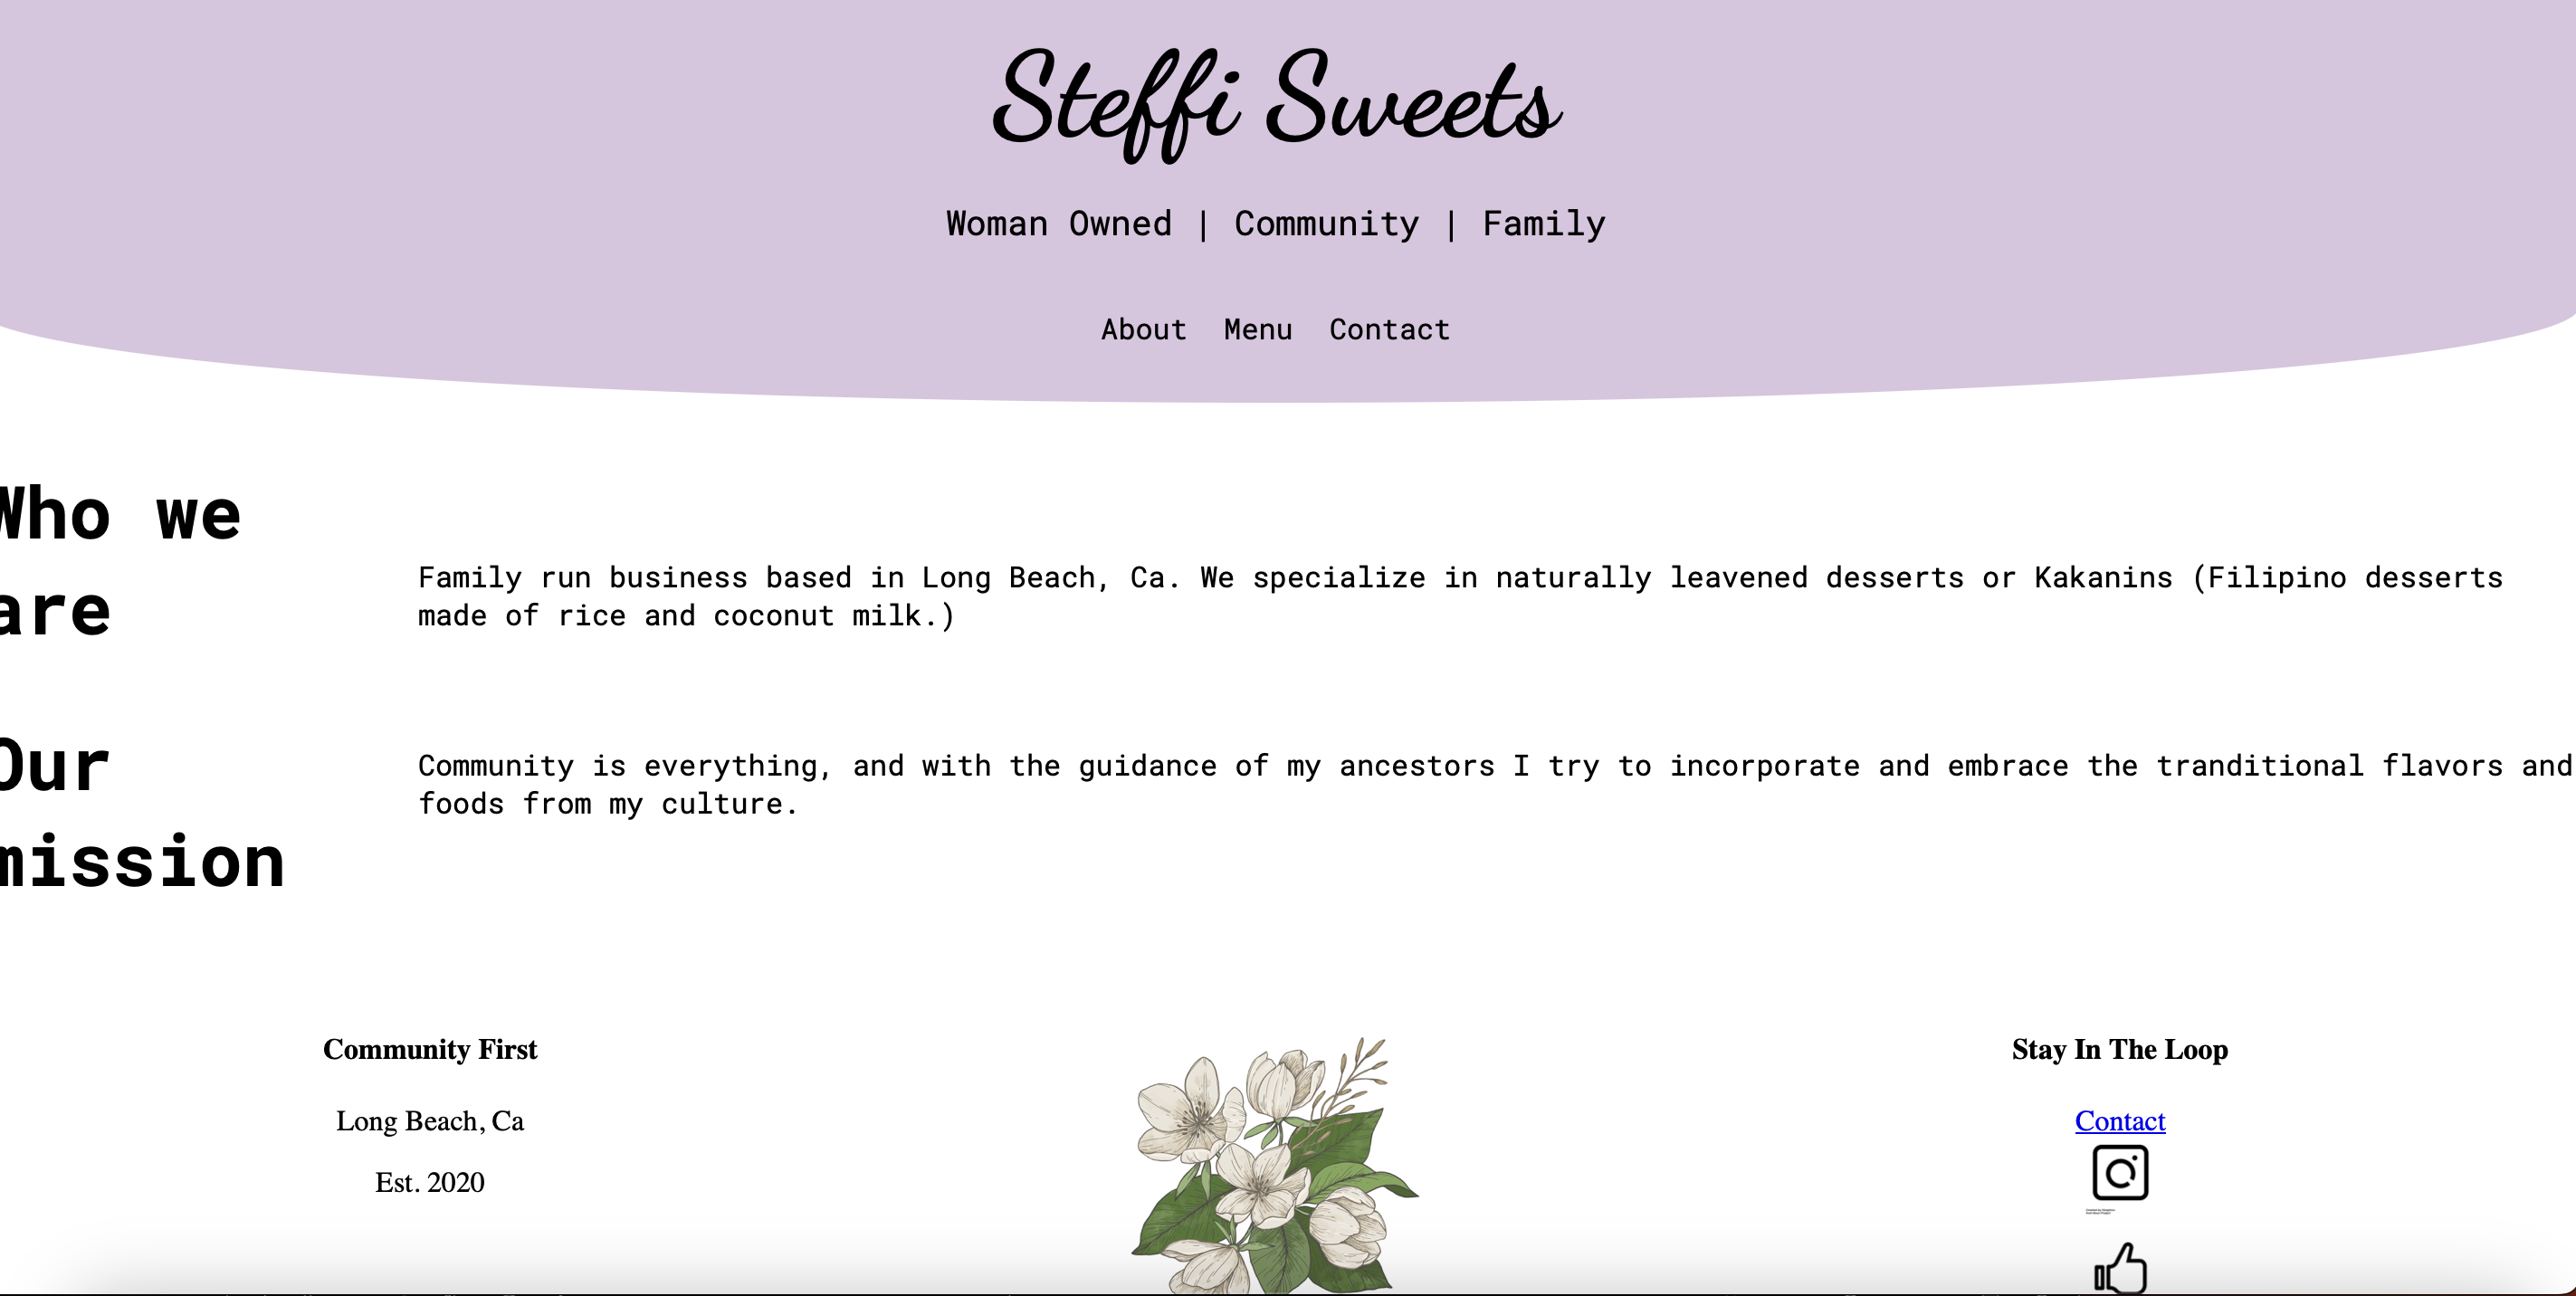 Steffi Sweets
Woman Owned | Community | Family
About Menu Contact
Who we
are
Family run business based in Long Beach, Ca. We specialize in naturally leavened desserts or Kakanins (Filipino desserts
made of rice and coconut milk.)
Our
mission
Community is everything, and with the guidance of my ancestors I try to incorporate and embrace the tranditional flavors and
foods from my culture.
Community First
Long Beach, Ca
Est. 2020
Stay In The Loop
Contact